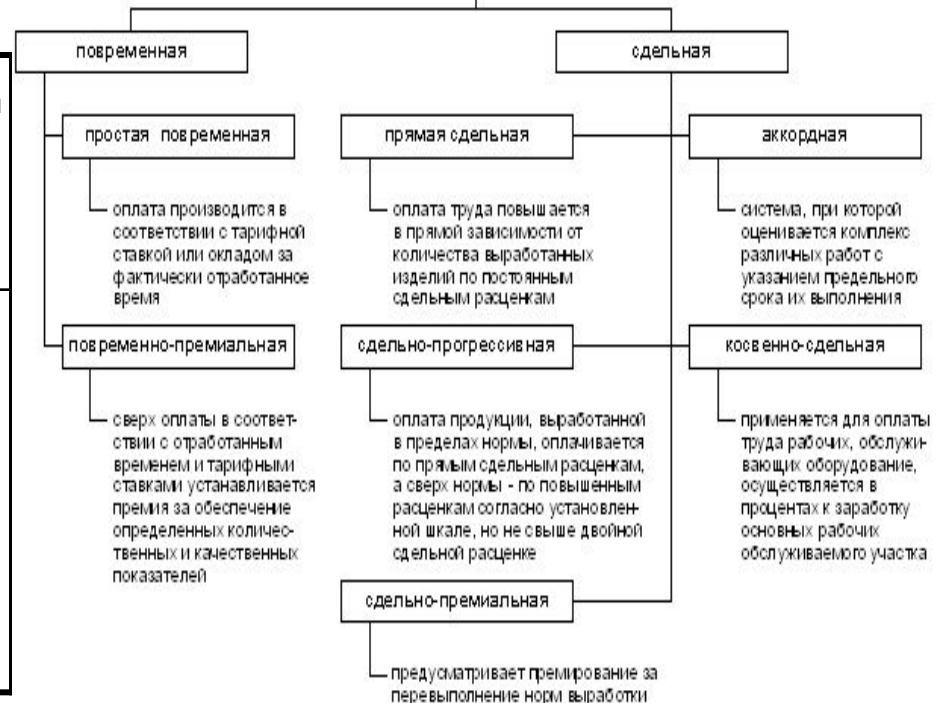 повременная
сдельная
простая повременная
оплата производится в
соответствии с тарифной
ставкой или окладом за
фактически отработанное
время
повременно-премиальная
сверх оплаты в соответ-
ствии с отработанным
временем и тарифными
ставками устанавливается
премия за обеспечение
определенных количес-
твенных и качественных
показателей
прямая сдельная
оплата труда повышается
в прямой зависимости от
количества выработанных
изделий по постоянным
сдельным расценкам
сдельно-прогрессивная
оплата продукции, выработанной
в пределах нормы, оплачивается
по прямым сдельным расценкам,
а сверх нормы - по повышенным
расценкам согласно установлен-
ной шкале, но не свыше двойной
сдельной расценке
сдельно-премиальная
предусматривает премирование за
перевыполнение норм выработки
аккордная
система, при которой
оценивается комплекс
различных работ с
указанием предельного
срока их выполнения
косвенно-сдельная
применяется для оплаты
труда рабочих, обслужи-
вающих оборудование,
осуществляется в
процентах к заработку
основных рабочих
обслуживаемого участка